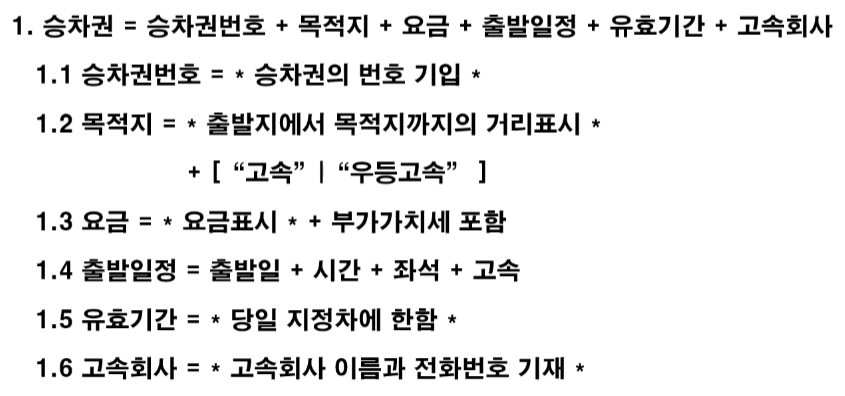 1. 승차권 = 승차권번호 + 목적지 + 요금 + 출발일정 + 유효기간 + 고속회사
1.1 승차권번호 = * 승차권의 번호 기입 *
1.2 목적지 = * 출발지에서 목적지까지의 거리표시 *
+ [ “고속” | “우등고속” ]
1.3 요금 = * 요금표시 * + 부가가치세 포함
1.4 출발일정 = 출발일 + 시간 + 좌석 + 고속
1.5 유효기간 = * 당일 지정차에 한함 *
1.6 고속회사 = * 고속회사 이름과 전화번호 기재 *